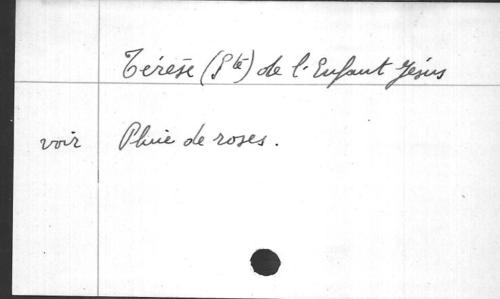 Térèse (Ste) de l'Enfant Jésus
voir Pluie de roses.